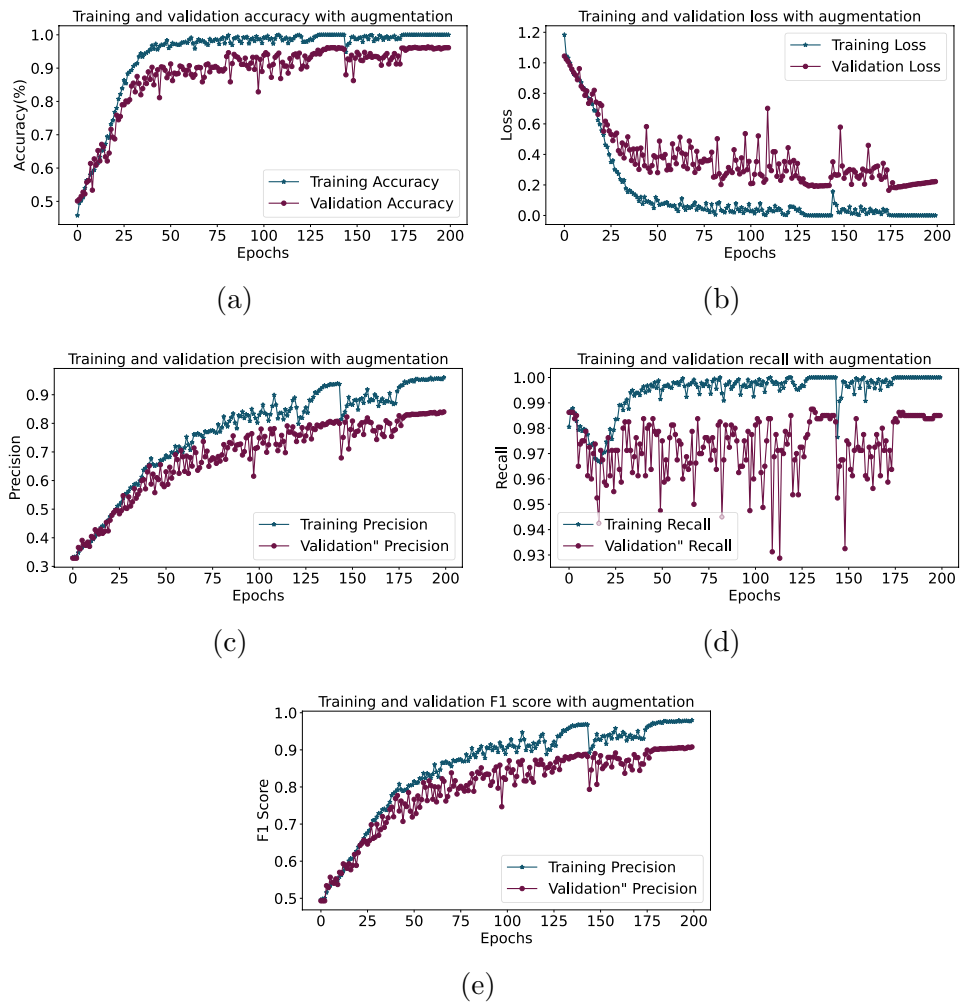 Training and validation accuracy with augmentation
Accuracy(%)
1.0
0.9
0.8
0.7
0.6
0.5
Training Accuracy
Validation Accuracy
0 25 50 75 100 125 150 175 200
Epochs
(a)
Training and validation loss with augmentation
Loss
1.2
1.0
0.8
0.6
0.4
0.2
0.0
Training Loss
Validation Loss
0 25 50 75 100 125 150 175 200
Epochs
(b)
Training and validation precision with augmentation
Precision
0.9
0.8
0.7
0.6
0.5
0.4
0.3
Training Precision
Validation" Precision
0 25 50 75 100 125 150 175 200
Epochs
(c)
Training and validation recall with augmentation
Recall
1.00
0.99
0.98
0.97
0.96
0.95
0.94
0.93
Training Recall
Validation" Recall
0 25 50 75 100 125 150 175 200
Epochs
(d)
Training and validation F1 score with augmentation
F1 Score
1.0
0.9
0.8
0.7
0.6
0.5
Training Precision
Validation" Precision
0 25 50 75 100 125 150 175 200
Epochs
(e)